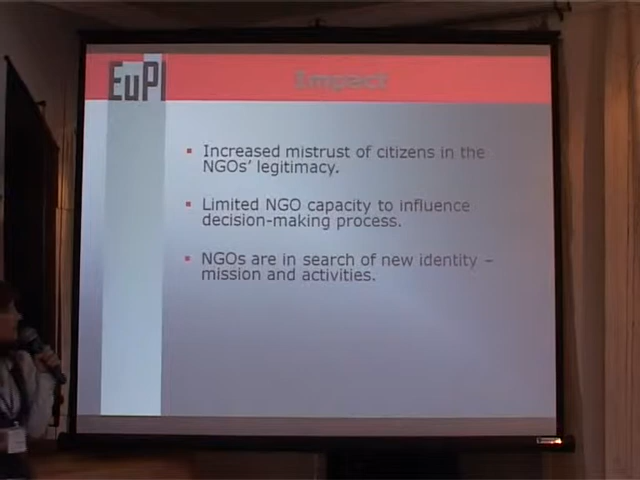 EuPI
Impact
Increased mistrust of citizens in the
NGOs' legitimacy.
Limited NGO capacity to influence
decision-making process.
NGOs are in search of new identity –
mission and activities.